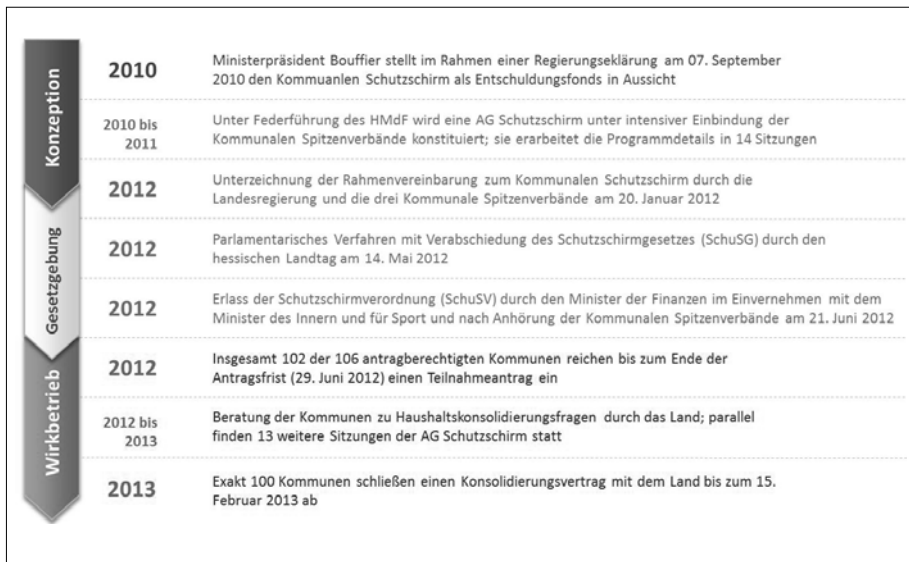 Konzeption
2010
Ministerpräsident Bouffier stellt im Rahmen einer Regierungseklärung am 07. September
2010 den Kommuanlen Schutzschirm als Entschuldungsfonds in Aussicht
2010 bis
2011
Unter Federführung des HMdF wird eine AG Schutzschirm unter intensiver Einbindung der
Kommunalen Spitzenverbände konstituiert; sie erarbeitet die Programmdetails in 14 Sitzungen
2012
Unterzeichnung der Rahmenvereinbarung zum Kommunalen Schutzschirm durch die
Landesregierung und die drei Kommunale Spitzenverbände am 20. Januar 2012
Gesetzgebung
2012
Parlamentarisches Verfahren mit Verabschiedung des Schutzschirmgesetzes (SchuSG) durch den
hessischen Landtag am 14. Mai 2012
2012
Erlass der Schutzschirmverordnung (SchuSV) durch den Minister der Finanzen im Einvernehmen mit dem
Minister des Innern und für Sport und nach Anhörung der Kommunalen Spitzenverbände am 21. Juni 2012
Wirkbetrieb
2012
Insgesamt 102 der 106 antragberechtigten Kommunen reichen bis zum Ende der
Antragsfrist (29. Juni 2012) einen Teilnahmeantrag ein
2012 bis
2013
Beratung der Kommunen zu Haushaltskonsolidierungsfragen durch das Land; parallel
finden 13 weitere Sitzungen der AG Schutzschirm statt
2013
Exakt 100 Kommunen schließen einen Konsolidierungsvertrag mit dem Land bis zum 15.
Februar 2013 ab